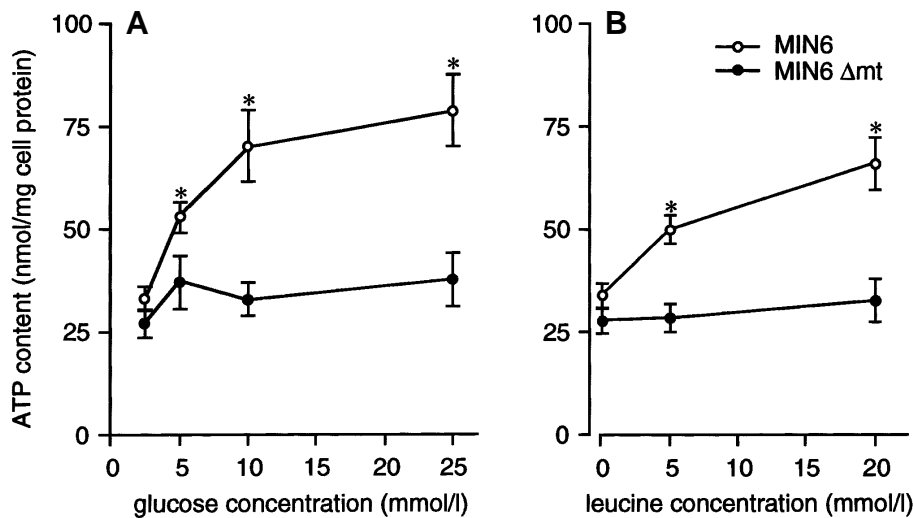 A
B
100
75
50
25
0
ATP content (nmol/mg cell protein)
* * *
0 5 10 15 20 25
glucose concentration (mmol/l)
100
75
50
25
0
MIN6
MIN6 Δmt
* *
0 5 10 15 20
leucine concentration (mmol/l)